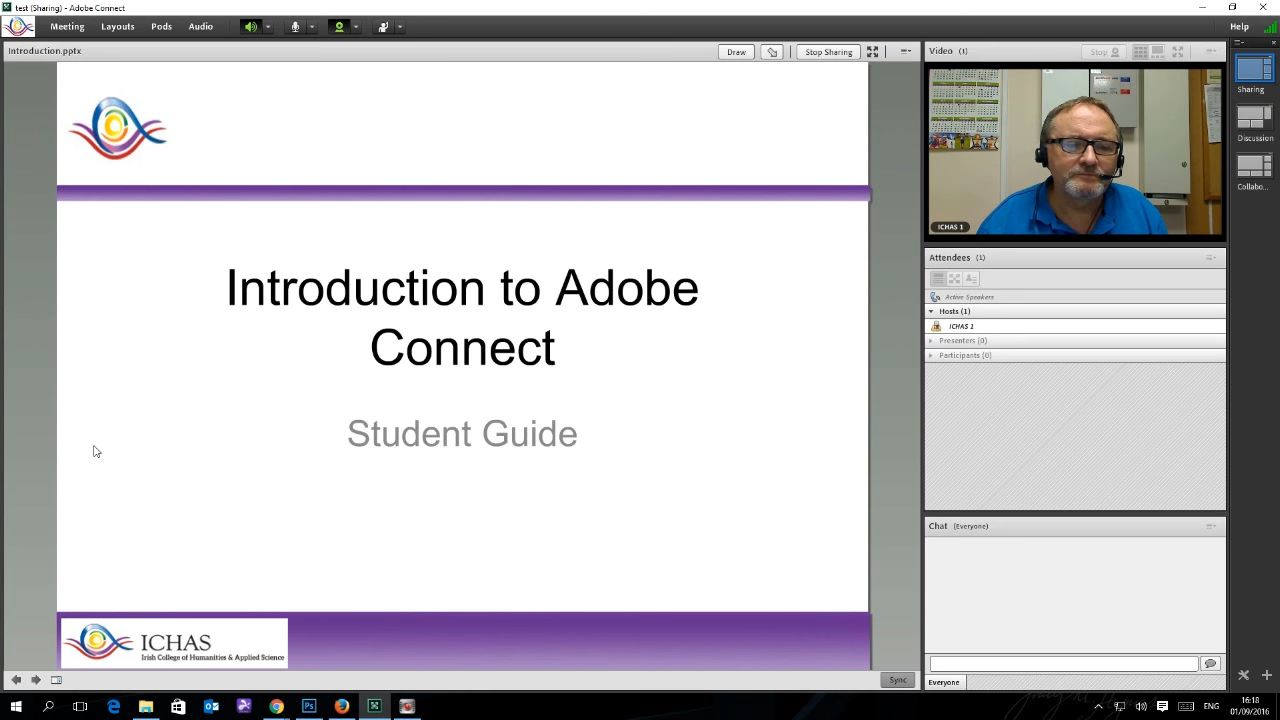 test (Sharing) - Adobe Connect
Meeting Layouts Pods Audio Help
Introduction.pptx
Draw
Stop Sharing
Introduction to Adobe
Connect
Student Guide
ICHAS
Irish College of Humanities & Applied Science
Sync
Video (1)
Stop
ICHAS 1
Attendees (1)
Active Speakers
Hosts (1)
ICHAS 1
Presenters (0)
Participants (0)
Chat (Everyone)
Everyone
Sharing
Discussion
Collabo...
ENG
16:18
01/09/2016